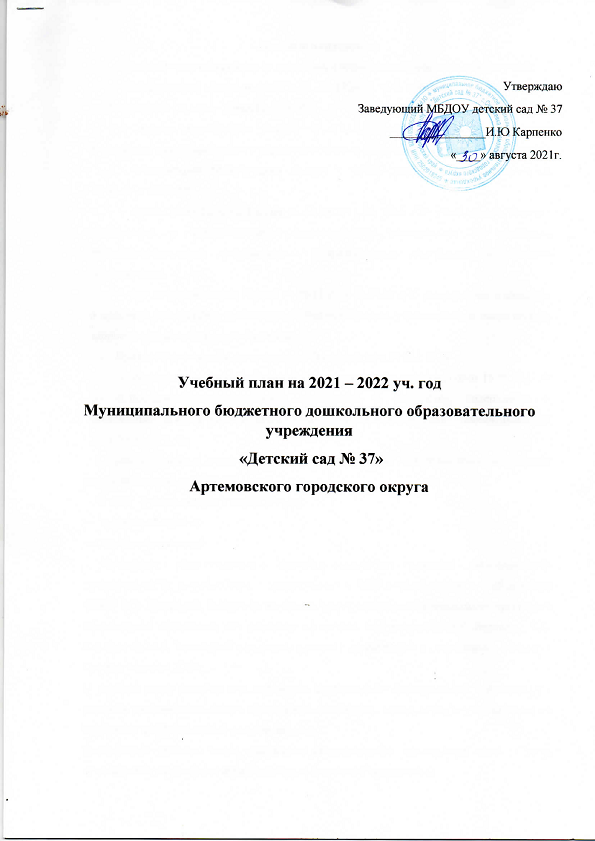 Утверждаю
Заведующий МБДОУ детский сад № 37
И.Ю Карпенко
« 30 » августа 2021г.
Учебный план на 2021 – 2022 уч. год
Муниципального бюджетного дошкольного образовательного
учреждения
«Детский сад № 37»
Артемовского городского округа